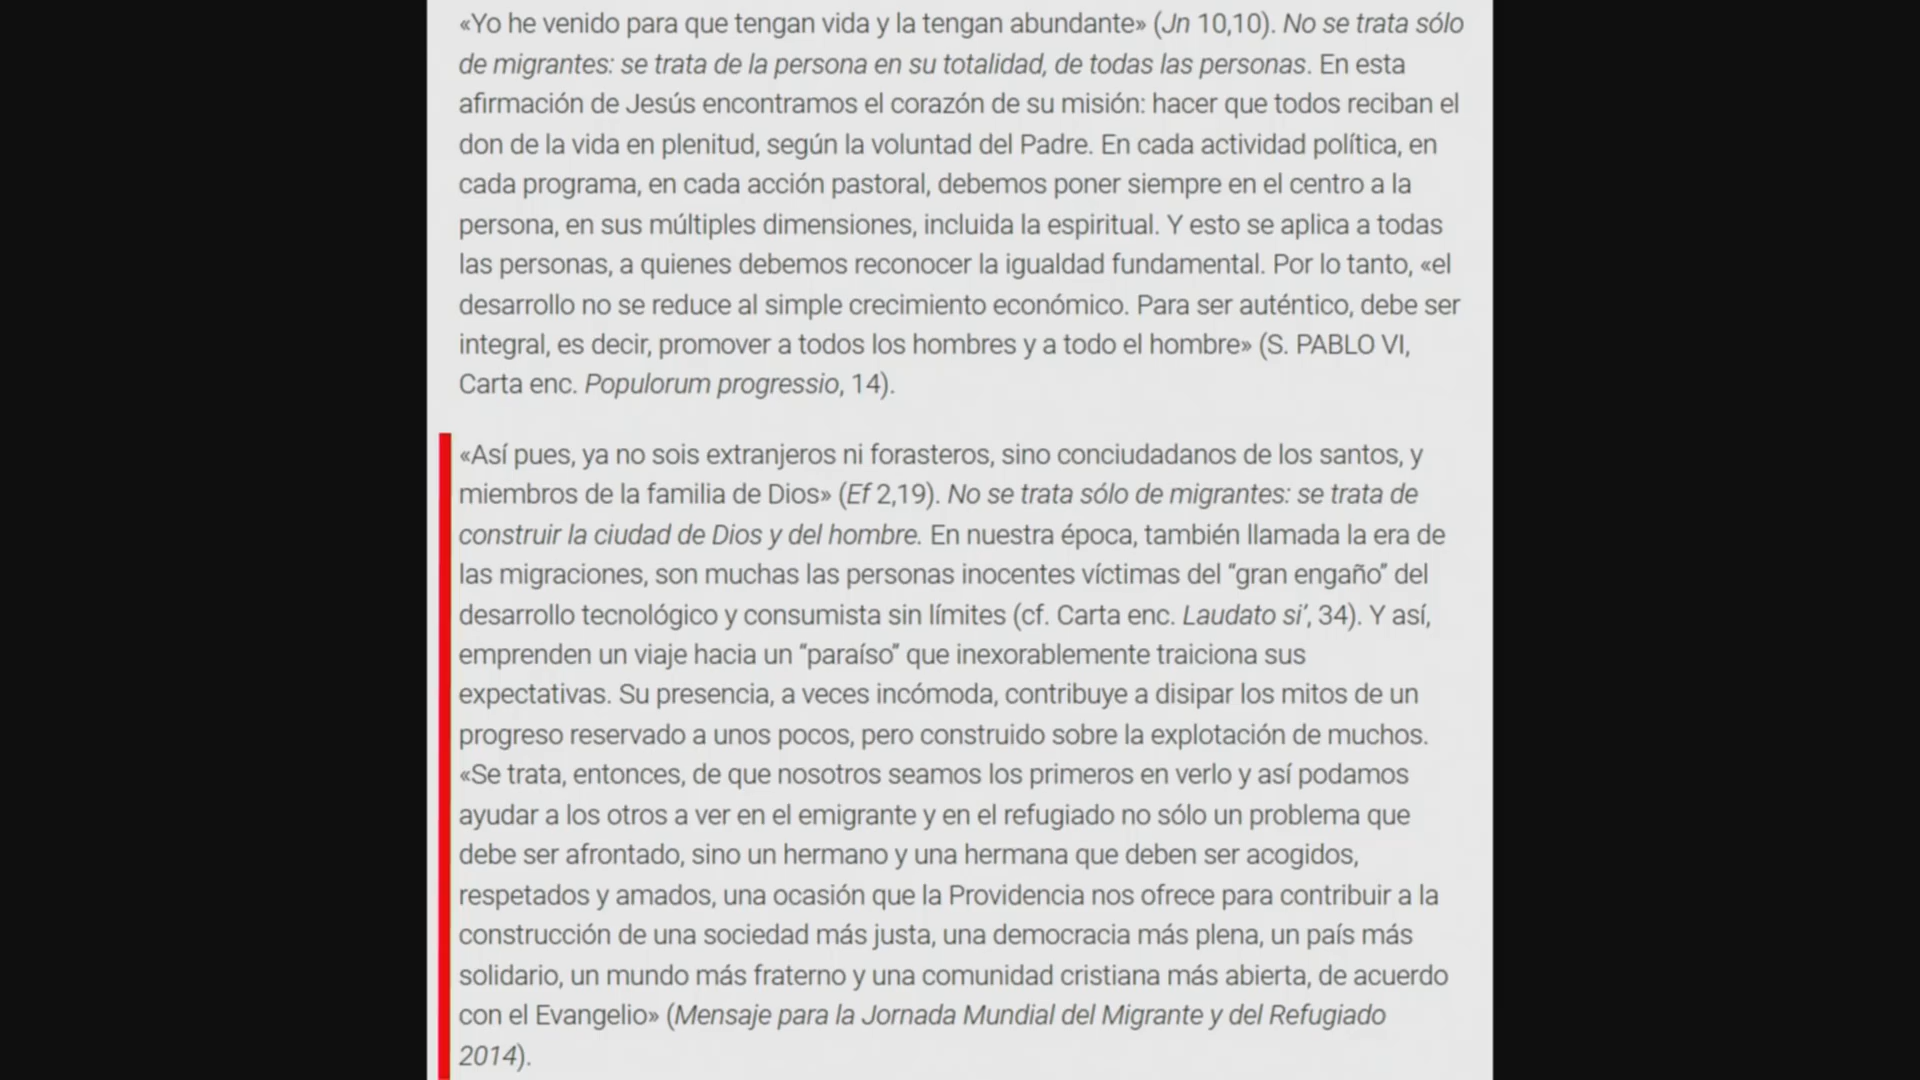 «Yo he venido para que tengan vida y la tengan abundante» (Jn 10,10). No se trata sólo
de migrantes: se trata de la persona en su totalidad, de todas las personas. En esta
afirmación de Jesús encontramos el corazón de su misión: hacer que todos reciban el
don de la vida en plenitud, según la voluntad del Padre. En cada actividad política, en
cada programa, en cada acción pastoral, debemos poner siempre en el centro a la
persona, en sus múltiples dimensiones, incluida la espiritual. Y esto se aplica a todas
las personas, a quienes debemos reconocer la igualdad fundamental. Por lo tanto, «el
desarrollo no se reduce al simple crecimiento económico. Para ser auténtico, debe ser
integral, es decir, promover a todos los hombres y a todo el hombre» (S. PABLO VI,
Carta enc. Populorum progressio, 14).
«Así pues, ya no sois extranjeros ni forasteros, sino conciudadanos de los santos, y
miembros de la familia de Dios» (Ef 2,19). No se trata sólo de migrantes: se trata de
construir la ciudad de Dios y del hombre. En nuestra época, también llamada la era de
las migraciones, son muchas las personas inocentes víctimas del “gran engaño” del
desarrollo tecnológico y consumista sin límites (cf. Carta enc. Laudato si’, 34). Y así,
emprenden un viaje hacia un “paraíso” que inexorablemente traiciona sus
expectativas. Su presencia, a veces incómoda, contribuye a disipar los mitos de un
progreso reservado a unos pocos, pero construido sobre la explotación de muchos.
«Se trata, entonces, de que nosotros seamos los primeros en verlo y así podamos
ayudar a los otros a ver en el emigrante y en el refugiado no sólo un problema que
debe ser afrontado, sino un hermano y una hermana que deben ser acogidos,
respetados y amados, una ocasión que la Providencia nos ofrece para contribuir a la
construcción de una sociedad más justa, una democracia más plena, un país más
solidario, un mundo más fraterno y una comunidad cristiana más abierta, de acuerdo
con el Evangelio» (Mensaje para la Jornada Mundial del Migrante y del Refugiado
2014).